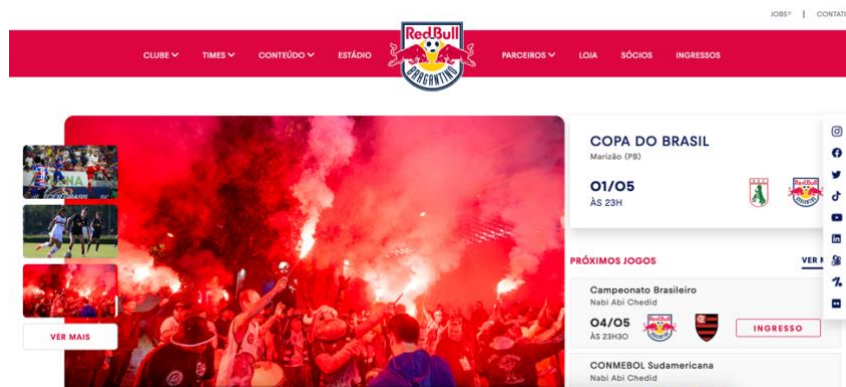 JOBS
CONTATO
CLUBE
TIMES
CONTEÚDO
ESTÁDIO
Red Bull
BRAGANTINO
PARCEIROS
LOJA
SÓCIOS
INGRESSOS
COPA DO BRASIL
Marizão (PB)
01/05
ÀS 23H
PRÓXIMOS JOGOS
VER
Campeonato Brasileiro
Nabi Abi Chedid
04/05
ÀS 23H30
INGRESSO
CONMEBOL Sudamericana
Nabi Abi Chedid
VER MAIS